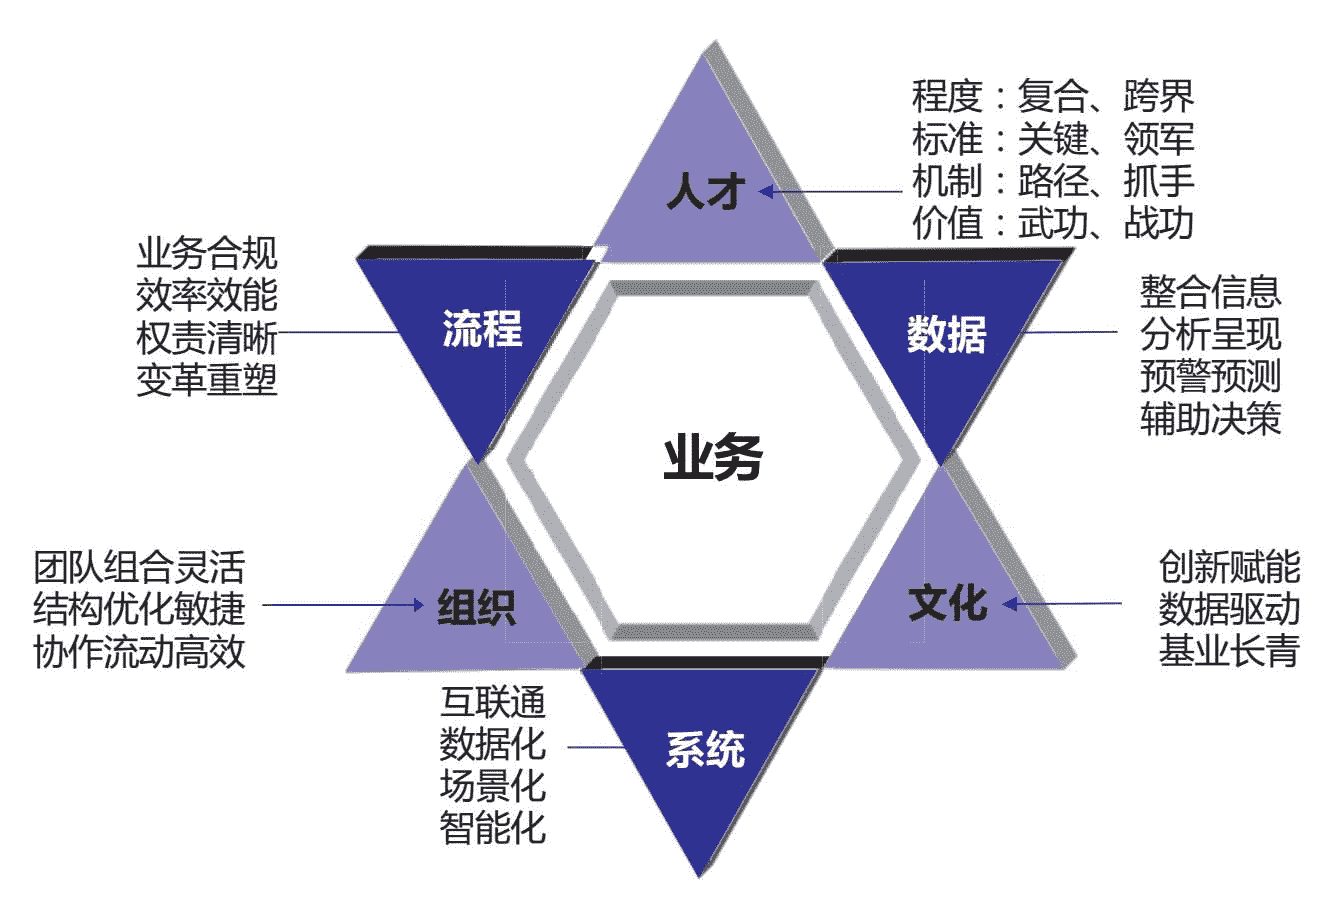 人才
程度：复合、跨界
标准：关键、领军
机制：路径、抓手
价值：武功、战功
业务合规
效率效能
权责清晰
变革重塑
流程
数据
整合信息
分析呈现
预警预测
辅助决策
业务
团队组合灵活
结构优化敏捷
协作流动高效
组织
文化
创新赋能
数据驱动
基业长青
互联通
数据化
场景化
智能化
系统